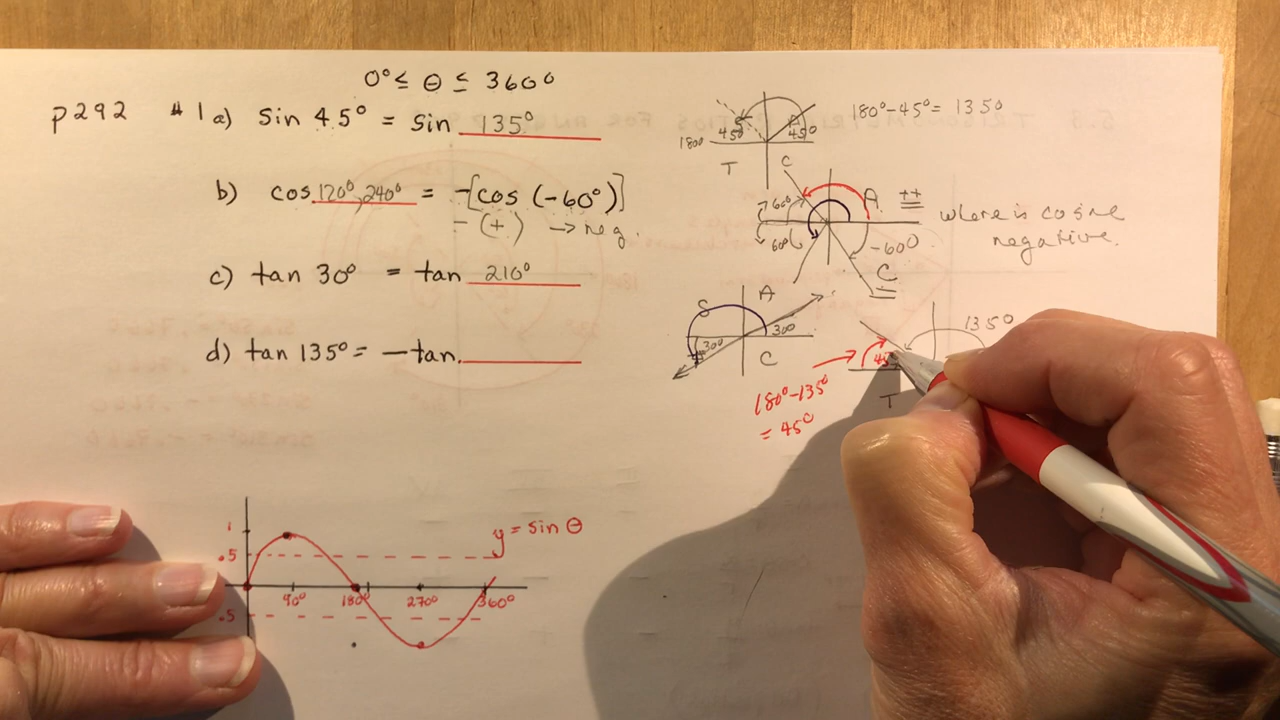 0° ≤ θ ≤ 360°
p292 #1 a) sin 45° = sin 135°
b) cos 120°, 240° = -[cos (-60°)]
= -(+) → neg.
c) tan 30° = tan 210°
d) tan 135° = -tan
180°-45° = 135°
S A
180° 45° 45°
T C
60° A ++
60° -60°
C
where is cosine
negative.
S A
30° 30°
C
135°
45°
T
180°-135°
= 45°
y = sin θ
1
.5
90° 180° 270° 360°
.5